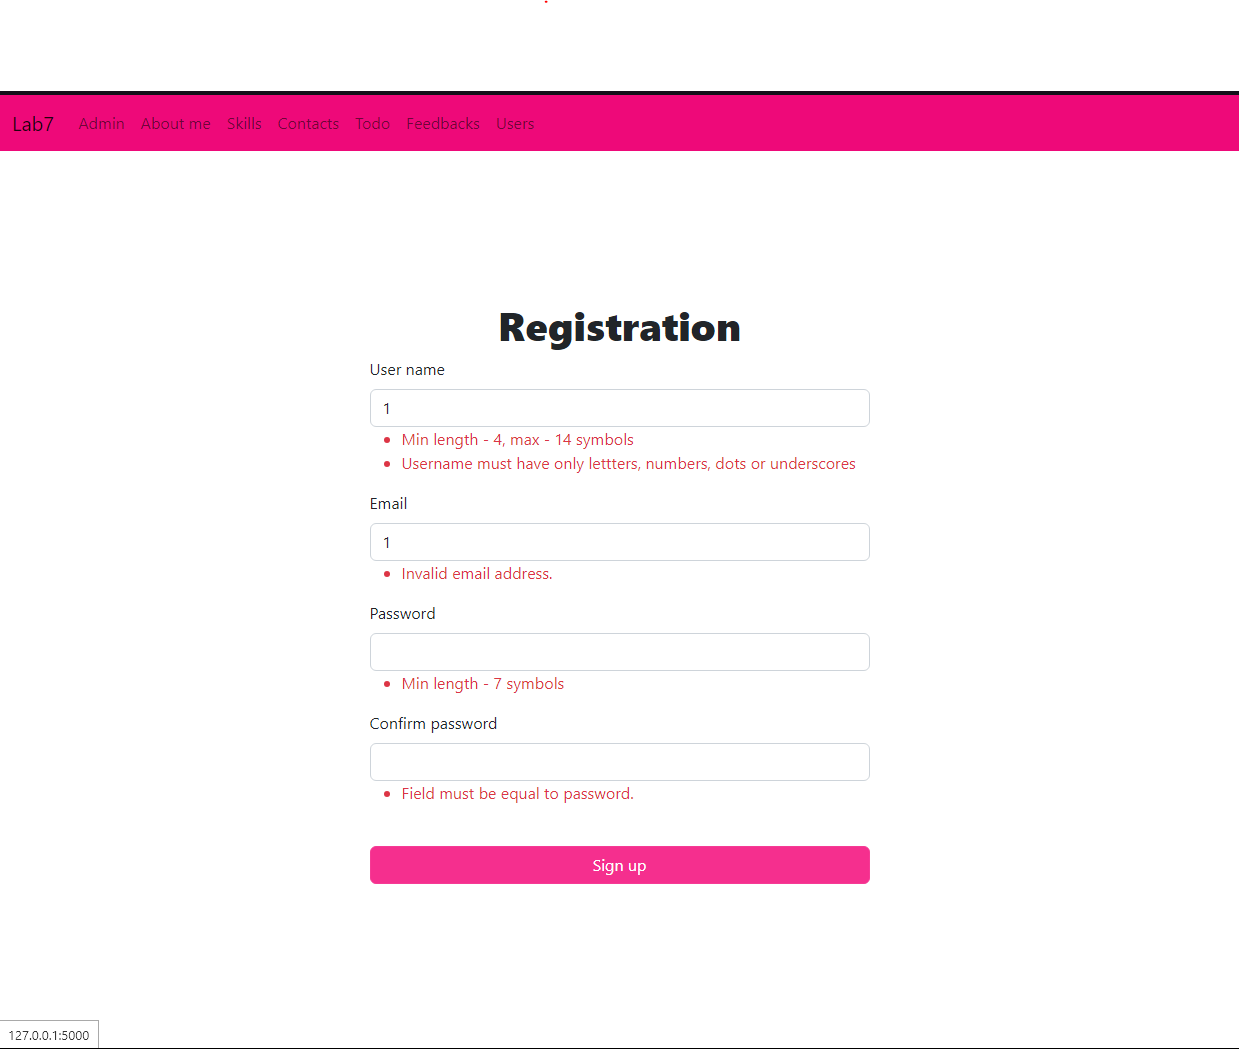 Lab7 Admin About me Skills Contacts Todo Feedbacks Users
Registration
User name
1
Min length - 4, max - 14 symbols
Username must have only lettters, numbers, dots or underscores
Email
1
Invalid email address.
Password
Min length - 7 symbols
Confirm password
Field must be equal to password.
Sign up
127.0.0.1:5000